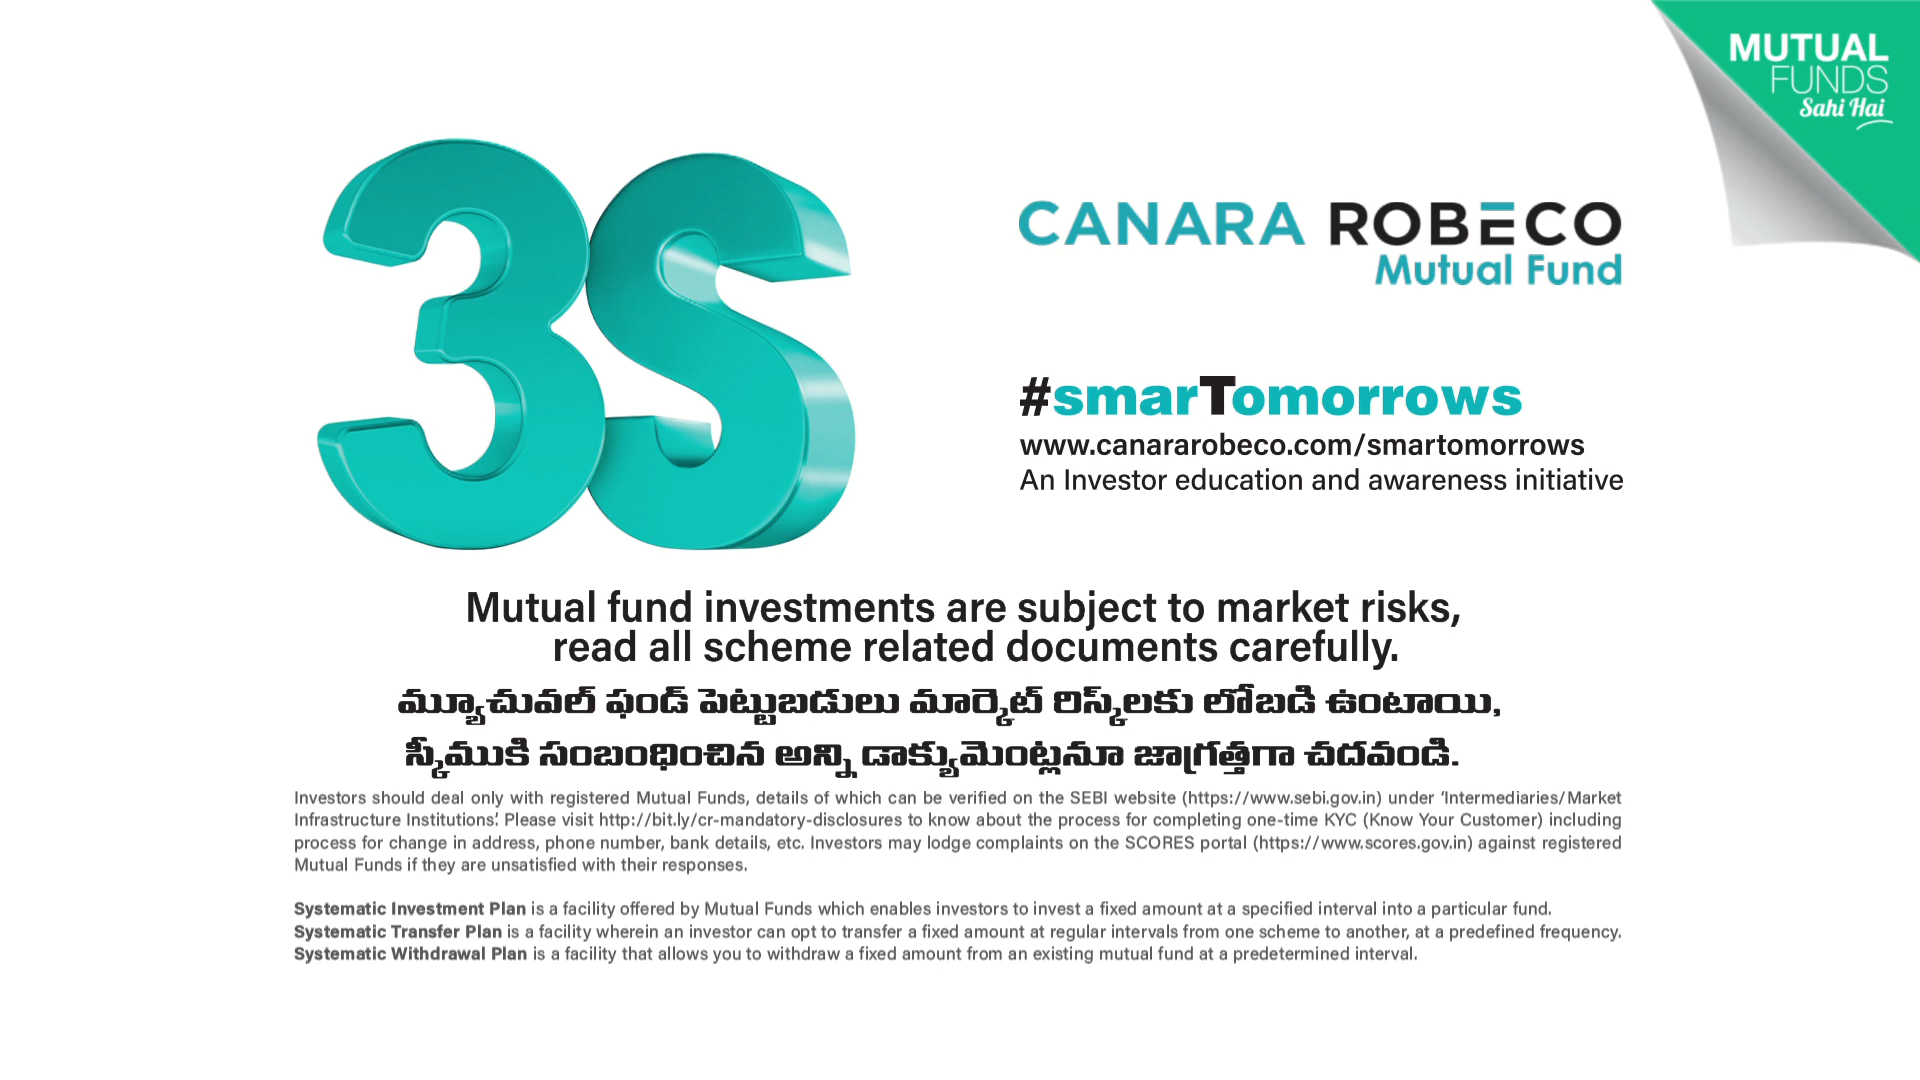 MUTUAL
FUNDS
Sahi Hai
3S
CANARA ROBECO
Mutual Fund
#smarTomorrows
www.canararobeco.com/smartomorrows
An Investor education and awareness initiative
Mutual fund investments are subject to market risks,
read all scheme related documents carefully.
మ్యూచువల్ ఫండ్ పెట్టుబడులు మార్కెట్ రిస్క్‌లకు లోబడి ఉంటాయి,
స్కీముకి సంబంధించిన అన్ని డాక్యుమెంట్లనూ జాగ్రత్తగా చదవండి.
Investors should deal only with registered Mutual Funds, details of which can be verified on the SEBI website (https://www.sebi.gov.in) under ‘Intermediaries/Market
Infrastructure Institutions’. Please visit http://bit.ly/cr-mandatory-disclosures to know about the process for completing one-time KYC (Know Your Customer) including
process for change in address, phone number, bank details, etc. Investors may lodge complaints on the SCORES portal (https://www.scores.gov.in) against registered
Mutual Funds if they are unsatisfied with their responses.
Systematic Investment Plan is a facility offered by Mutual Funds which enables investors to invest a fixed amount at a specified interval into a particular fund.
Systematic Transfer Plan is a facility wherein an investor can opt to transfer a fixed amount at regular intervals from one scheme to another, at a predefined frequency.
Systematic Withdrawal Plan is a facility that allows you to withdraw a fixed amount from an existing mutual fund at a predetermined interval.